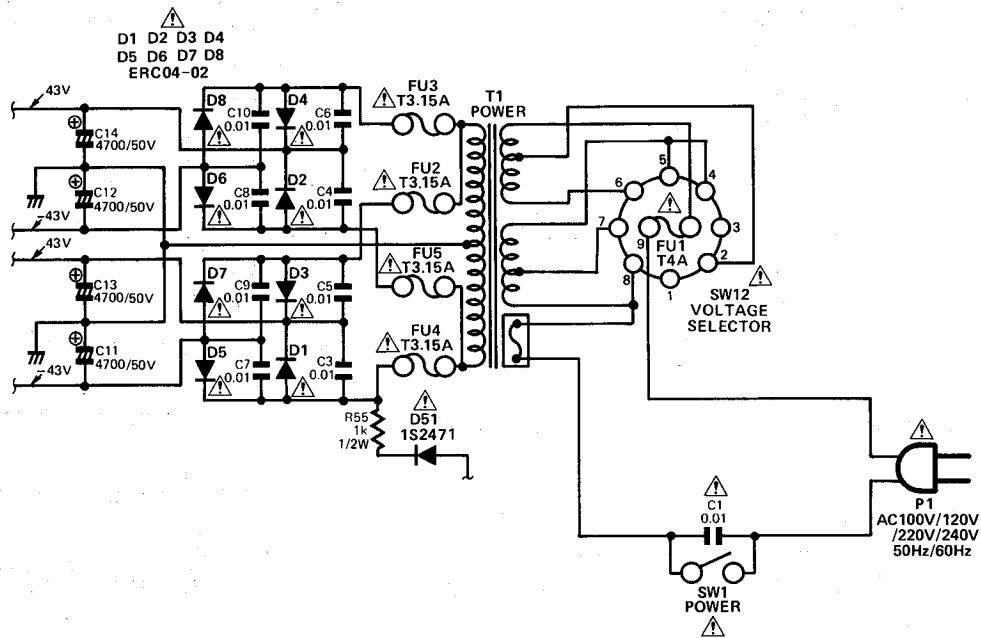 D1 D2 D3 D4
D5 D6 D7 D8
ERC04-02
43V
C14
4700/50V
C12
4700/50V
-43V
43V
C13
4700/50V
C11
4700/50V
-43V
D8
C10
0.01
D4
C6
0.01
D6
C8
0.01
D2
C4
0.01
D7
C9
0.01
D3
C5
0.01
D5
C7
0.01
D1
C3
0.01
FU3
T3.15A
FU2
T3.15A
FU5
T3.15A
FU4
T3.15A
R55
1k
1/2W
D51
1S2471
T1
POWER
5
6
4
7
3
9
FU1
T4A
8
2
1
SW12
VOLTAGE
SELECTOR
C1
0.01
SW1
POWER
P1
AC100V/120V
/220V/240V
50Hz/60Hz